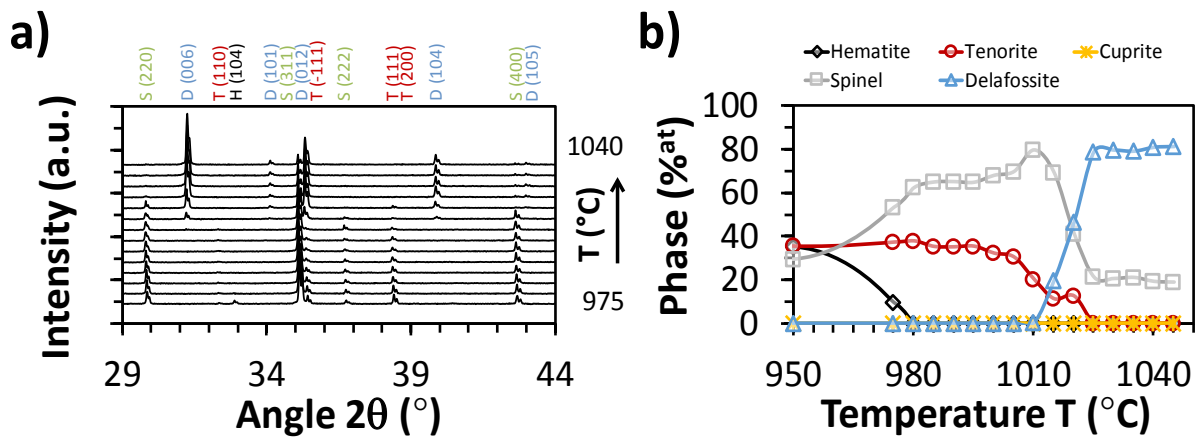 a)
S (220)
D (006)
T (110)
H (104)
D (101)
S (311)
D (012)
T (-111)
S (222)
T (111)
T (200)
D (104)
S (400)
D (105)
Intensity (a.u.)
1040
T (°C)
975
29 34 39 44
Angle 2θ (°)
b)
Hematite Tenorite Cuprite
Spinel Delafossite
Phase (%at)
100
80
60
40
20
0
950 980 1010 1040
Temperature T (°C)